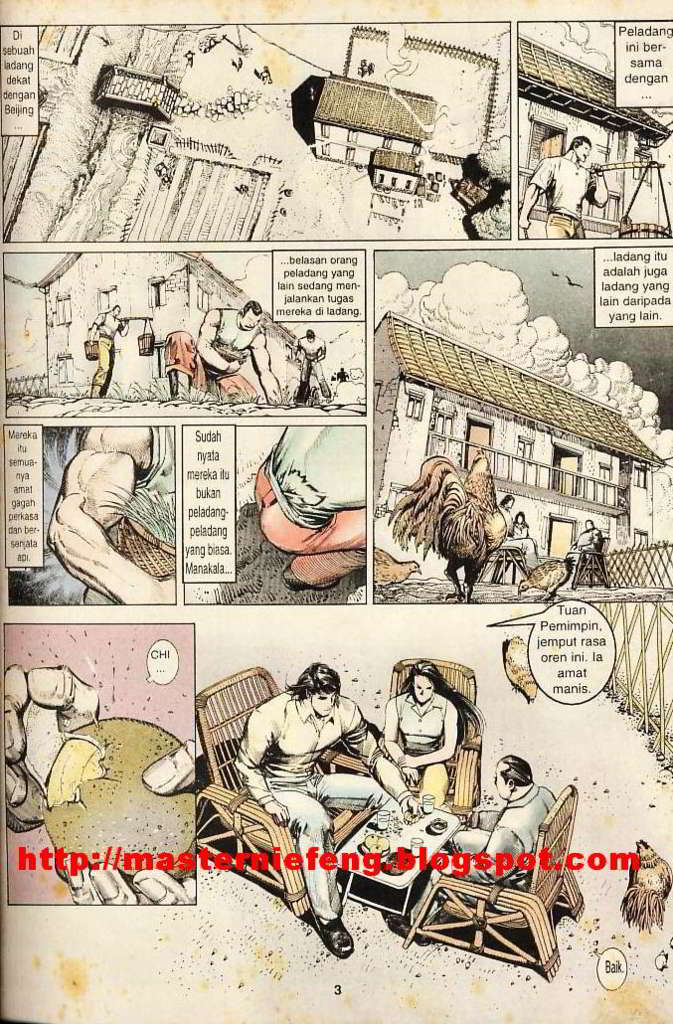 Di
sebuah
ladang
dekat
dengan
Beijing
...
Peladang
ini ber-
sama
dengan
...
...belasan orang
peladang yang
lain sedang men-
jalankan tugas
mereka di ladang.
...ladang itu
adalah juga
ladang yang
lain daripada
yang lain.
Mereka
itu
semua-
nya
amat
gagah
perkasa
dan ber-
senjata
api.
Sudah
nyata
mereka itu
bukan
peladang-
peladang
yang biasa.
Manakala...
CHI
...
Tuan
Pemimpin,
jemput rasa
oren ini. Ia
amat
manis.
http://masterniefeng.blogspot.com
Baik.
3